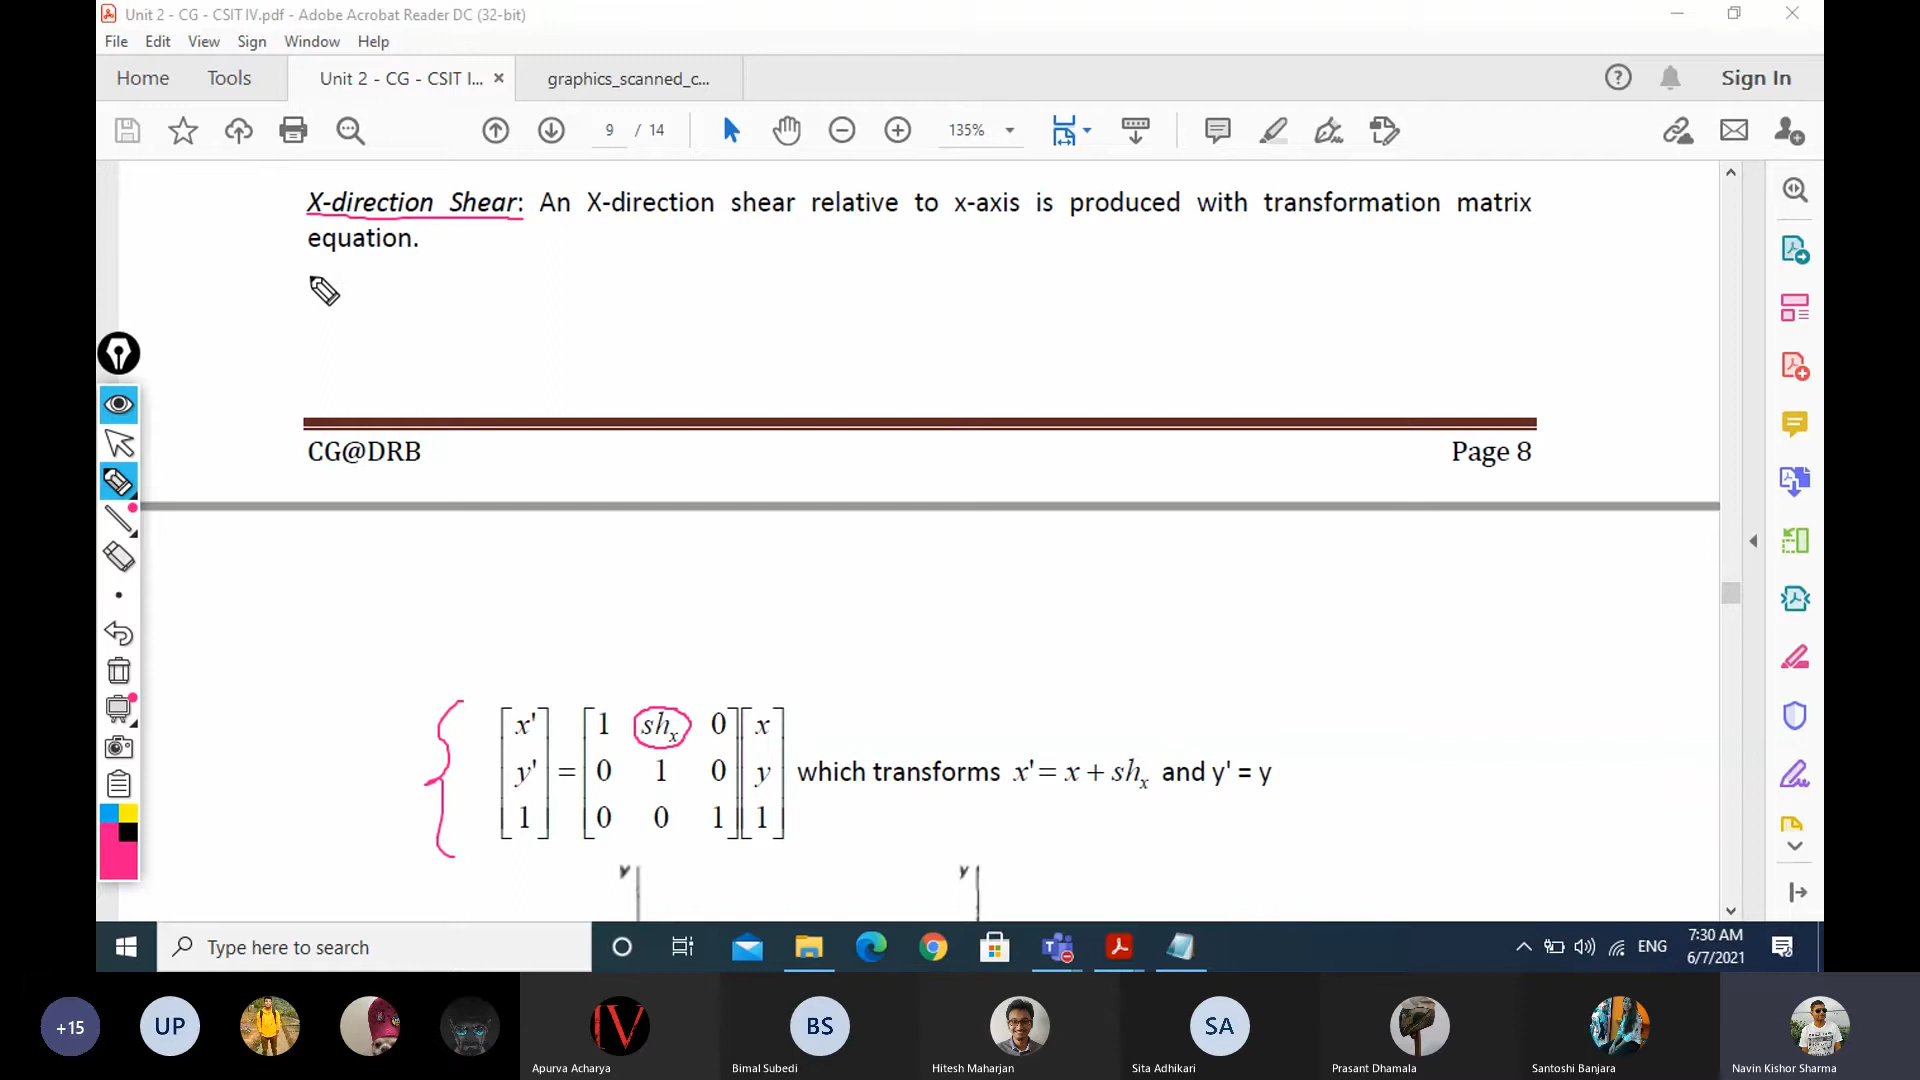 Unit 2 - CG - CSIT IV.pdf - Adobe Acrobat Reader DC (32-bit)
File Edit View Sign Window Help
Home Tools Unit 2 - CG - CSIT I... × graphics_scanned_c... Sign In
9 / 14 135%
X-direction Shear: An X-direction shear relative to x-axis is produced with transformation matrix
equation.
CG@DRB Page 8
x' 1 sh_x 0 x
y' = 0 1 0 y which transforms x' = x + sh_x and y' = y
1 0 0 1 1
y y
Type here to search ENG 7:30 AM
6/7/2021
+15 UP IV BS SA
Apurva Acharya Bimal Subedi Hitesh Maharjan Sita Adhikari Prasant Dhamala Santoshi Banjara Navin Kishor Sharma